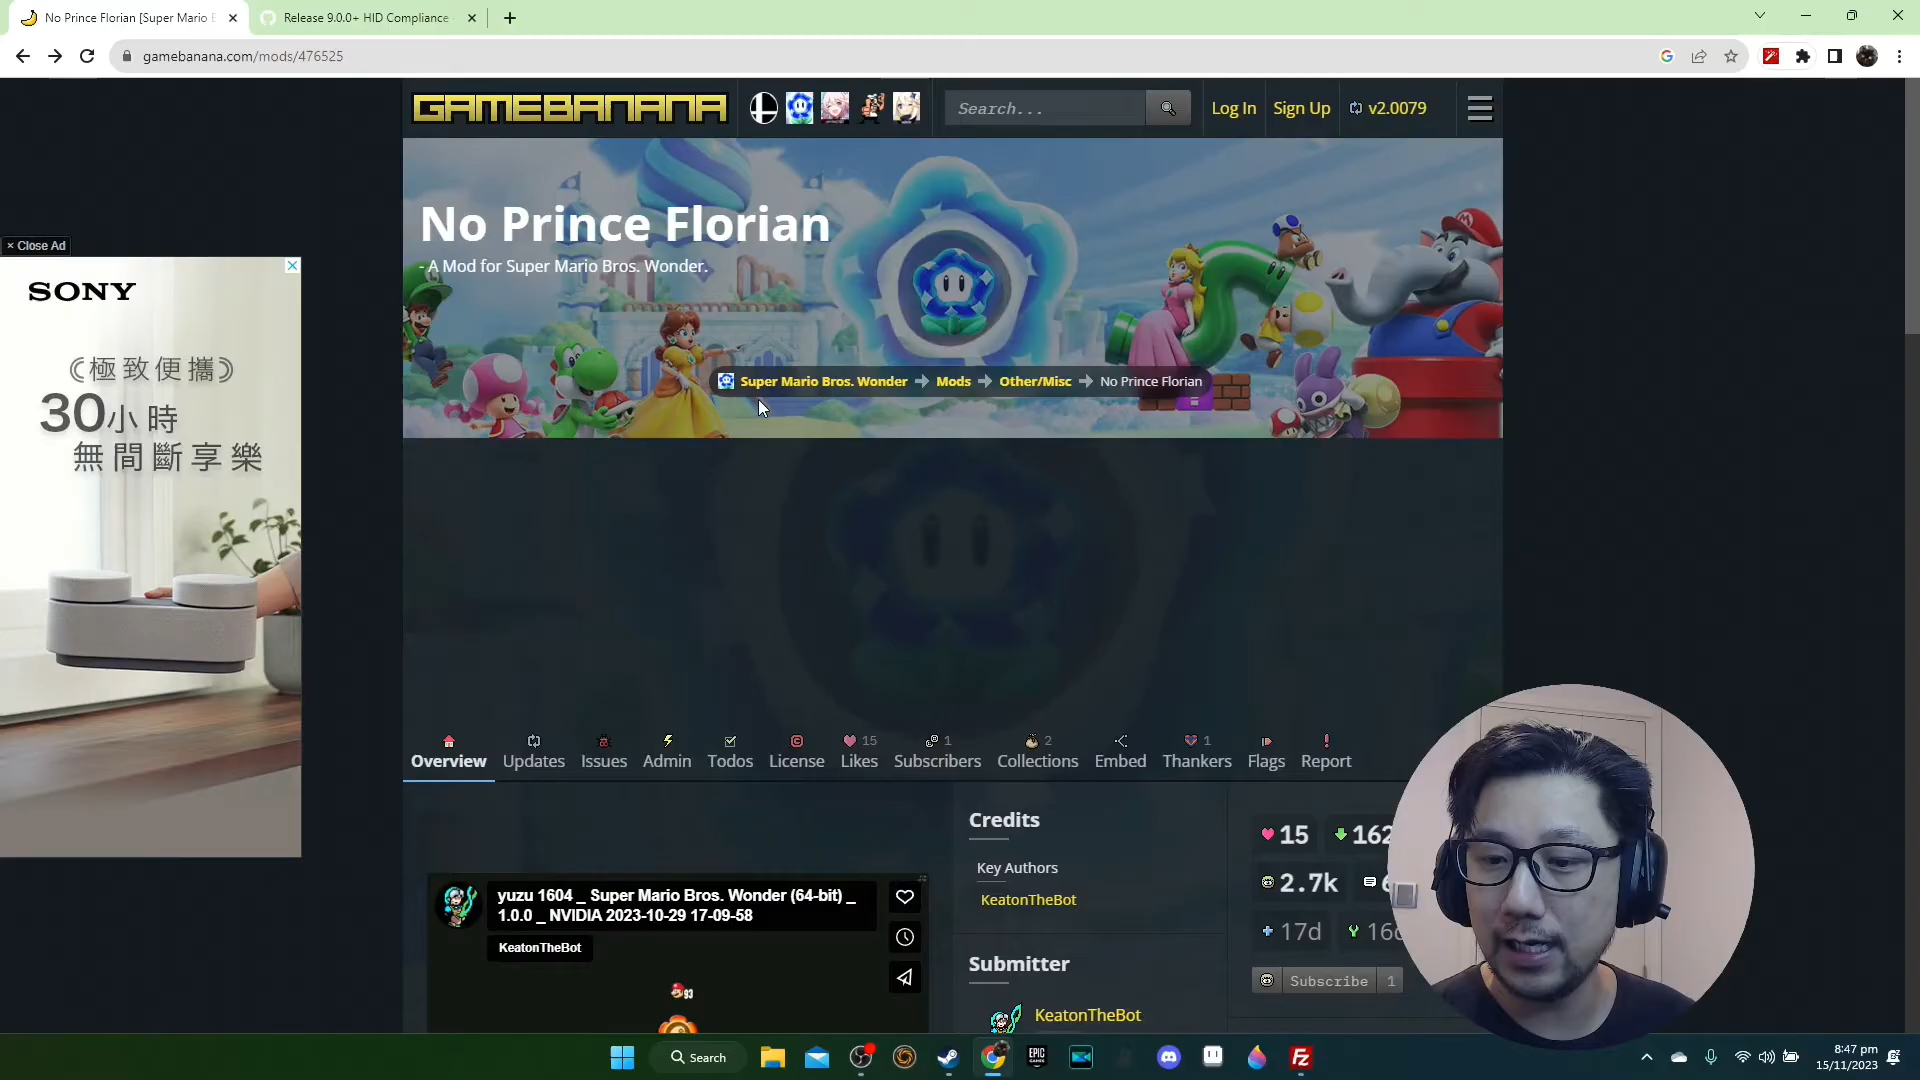 No Prince Florian [Super Mario B
Release 9.0.0+ HID Compliance
gamebanana.com/mods/476525
GAMEBANANA
Search...
Log In
Sign Up
v2.0079
No Prince Florian
- A Mod for Super Mario Bros. Wonder.
× Close Ad
SONY
《極致便攜》
30小時
無間斷享樂
Super Mario Bros. Wonder
Mods
Other/Misc
No Prince Florian
15
1
2
1
Overview
Updates
Issues
Admin
Todos
License
Likes
Subscribers
Collections
Embed
Thankers
Flags
Report
Credits
Key Authors
KeatonTheBot
Submitter
KeatonTheBot
15
162
2.7k
17d
Subscribe
1
yuzu 1604 _ Super Mario Bros. Wonder (64-bit) _
1.0.0 _ NVIDIA 2023-10-29 17-09-58
KeatonTheBot
93
Search
EPIC
GAMES
8:47 pm
15/11/2023